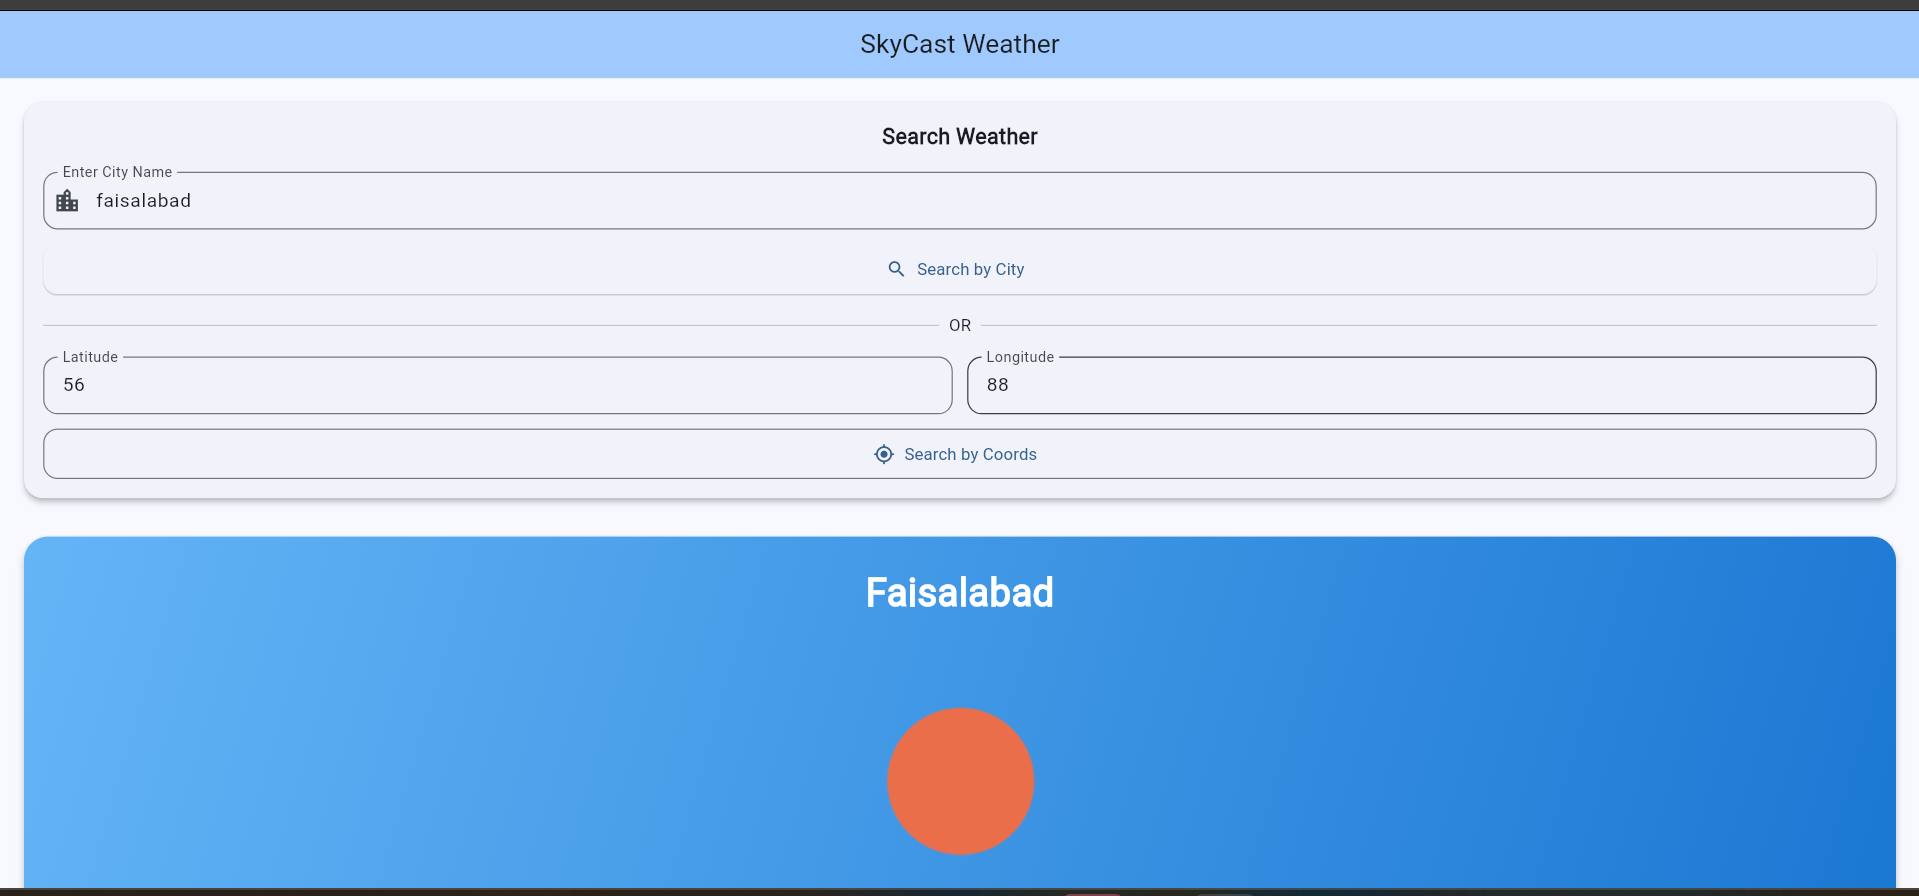 SkyCast Weather
Search Weather
Enter City Name
faisalabad
Search by City
OR
Latitude
56
Longitude
88
Search by Coords
Faisalabad